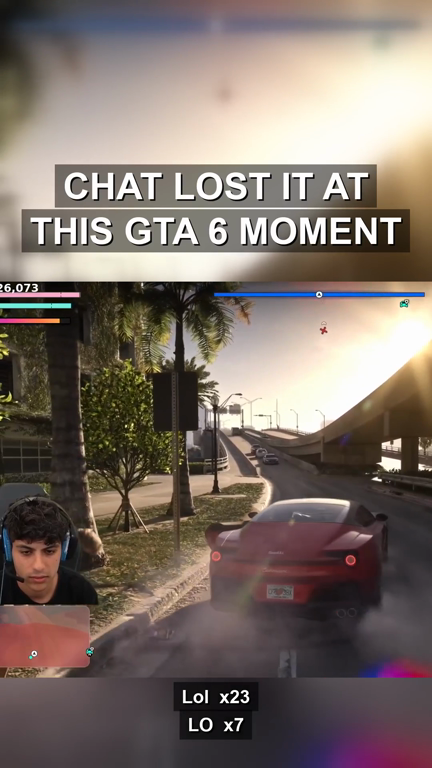 CHAT LOST IT AT
THIS GTA 6 MOMENT
26,073
Lol x23
LO x7